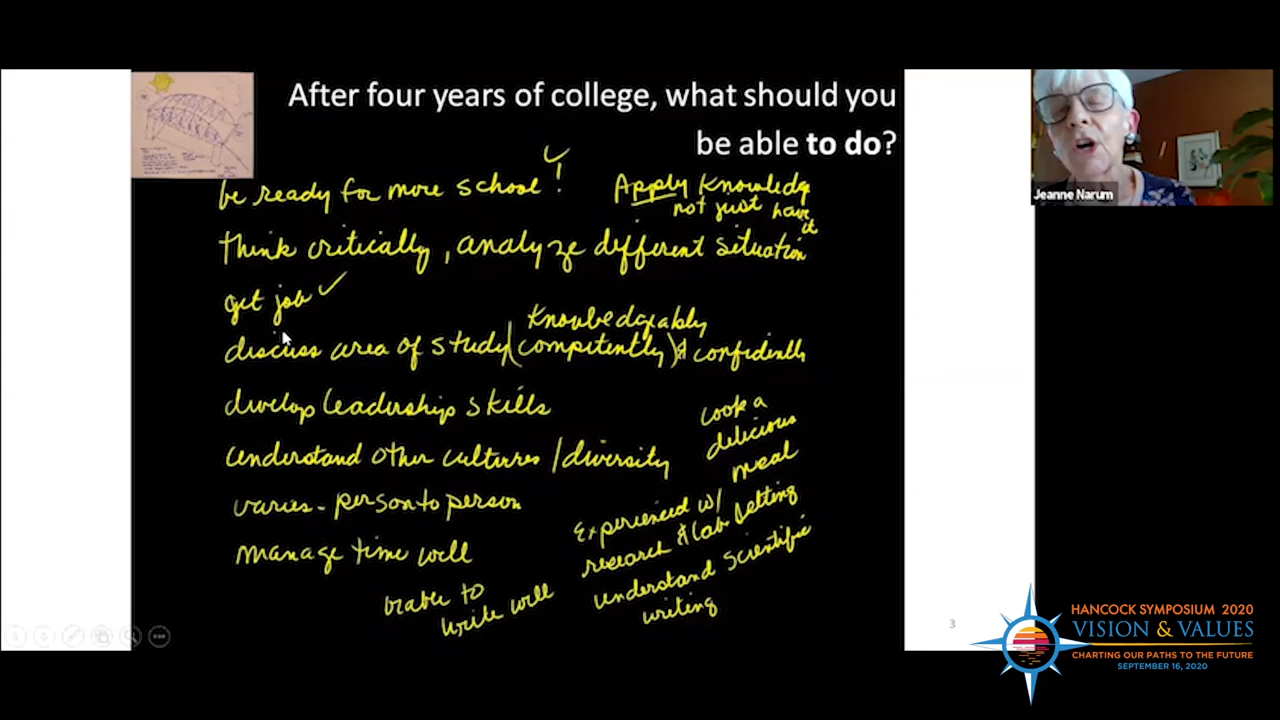 After four years of college, what should you
be able to do?
be ready for more school!
Apply Knowledge
not just have
it
think critically, analyze different situation
get job
Knowledgeably
discuss area of study (competently) & confidently
develop leadership skills
understand other cultures / diversity
varies - person to person
manage time well
cook a
delicious
meal
Experienced w/
research & lab setting
understand scientific
writing
write well
3
Jeanne Narum
HANCOCK SYMPOSIUM 2020
VISION & VALUES
CHARTING OUR PATHS TO THE FUTURE
SEPTEMBER 16, 2020